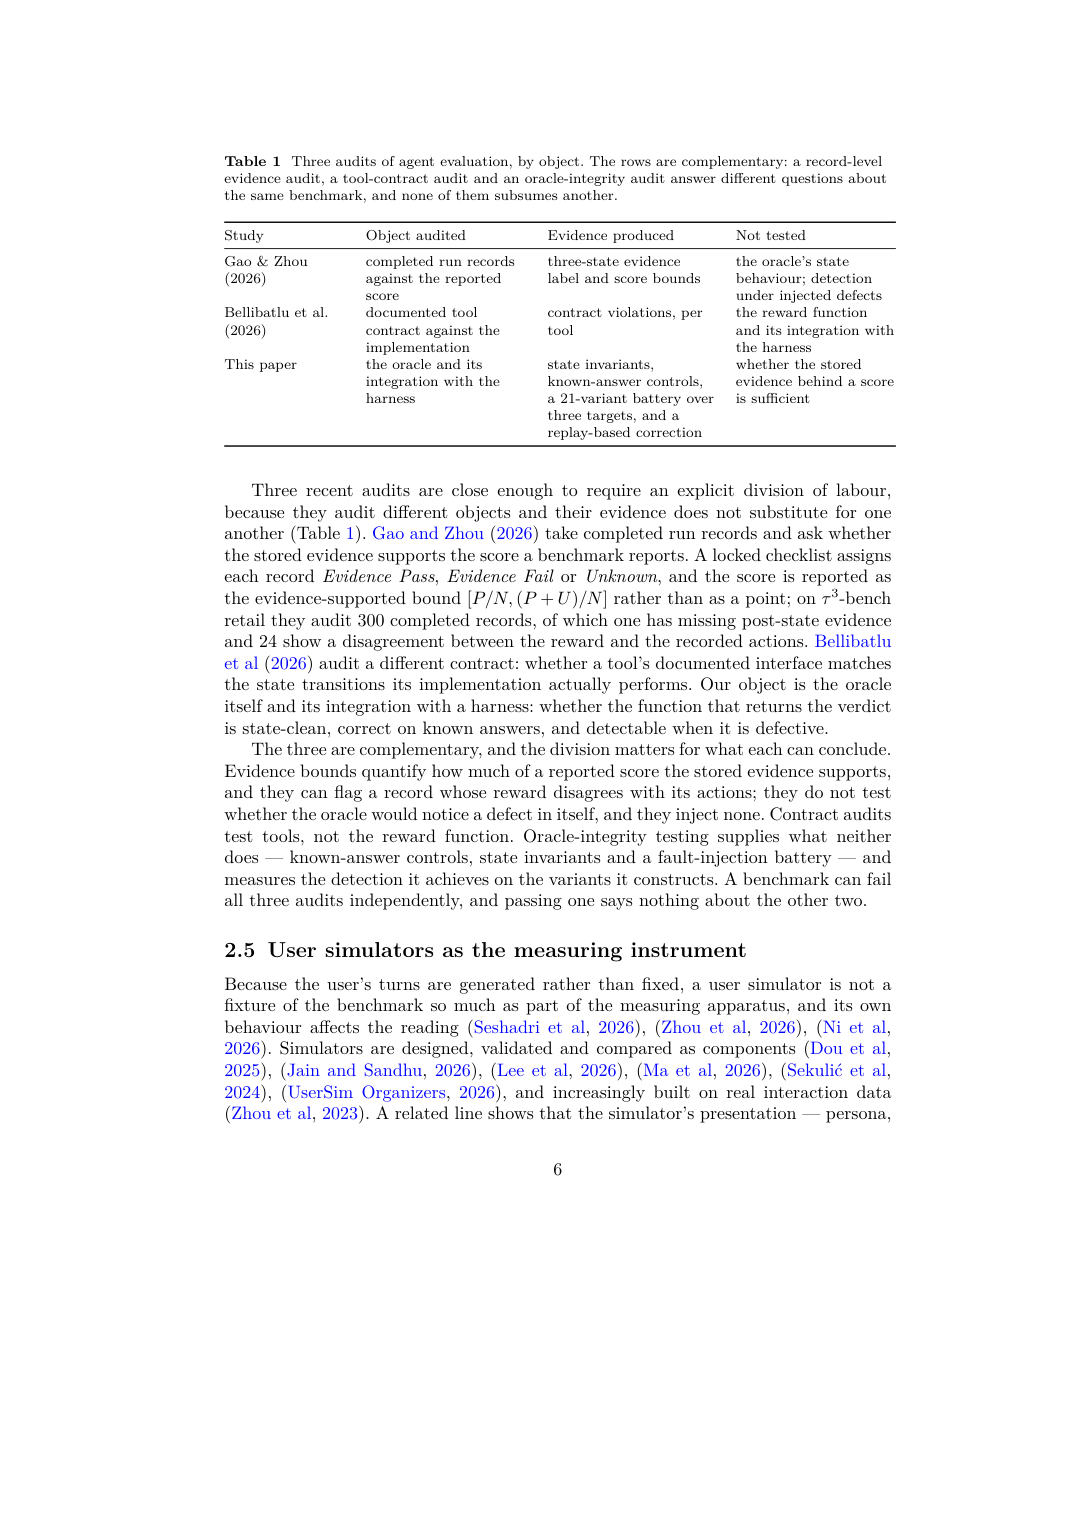 Table 1 Three audits of agent evaluation, by object. The rows are complementary: a record-level
evidence audit, a tool-contract audit and an oracle-integrity audit answer different questions about
the same benchmark, and none of them subsumes another.
Study Object audited Evidence produced Not tested
Gao & Zhou completed run records three-state evidence the oracle's state
(2026) against the reported label and score bounds behaviour; detection
score under injected defects
Bellibatlu et al. documented tool contract violations, per the reward function
(2026) contract against the tool and its integration with
implementation the harness
This paper the oracle and its state invariants, whether the stored
integration with the known-answer controls, evidence behind a score
harness a 21-variant battery over is sufficient
three targets, and a
replay-based correction
Three recent audits are close enough to require an explicit division of labour,
because they audit different objects and their evidence does not substitute for one
another (Table 1). Gao and Zhou (2026) take completed run records and ask whether
the stored evidence supports the score a benchmark reports. A locked checklist assigns
each record Evidence Pass, Evidence Fail or Unknown, and the score is reported as
the evidence-supported bound [P/N, (P + U)/N] rather than as a point; on τ³-bench
retail they audit 300 completed records, of which one has missing post-state evidence
and 24 show a disagreement between the reward and the recorded actions. Bellibatlu
et al (2026) audit a different contract: whether a tool's documented interface matches
the state transitions its implementation actually performs. Our object is the oracle
itself and its integration with a harness: whether the function that returns the verdict
is state-clean, correct on known answers, and detectable when it is defective.
The three are complementary, and the division matters for what each can conclude.
Evidence bounds quantify how much of a reported score the stored evidence supports,
and they can flag a record whose reward disagrees with its actions; they do not test
whether the oracle would notice a defect in itself, and they inject none. Contract audits
test tools, not the reward function. Oracle-integrity testing supplies what neither
does — known-answer controls, state invariants and a fault-injection battery — and
measures the detection it achieves on the variants it constructs. A benchmark can fail
all three audits independently, and passing one says nothing about the other two.
2.5 User simulators as the measuring instrument
Because the user's turns are generated rather than fixed, a user simulator is not a
fixture of the benchmark so much as part of the measuring apparatus, and its own
behaviour affects the reading (Seshadri et al, 2026), (Zhou et al, 2026), (Ni et al,
2026). Simulators are designed, validated and compared as components (Dou et al,
2025), (Jain and Sandhu, 2026), (Lee et al, 2026), (Ma et al, 2026), (Sekulić et al,
2024), (UserSim Organizers, 2026), and increasingly built on real interaction data
(Zhou et al, 2023). A related line shows that the simulator's presentation — persona,
6